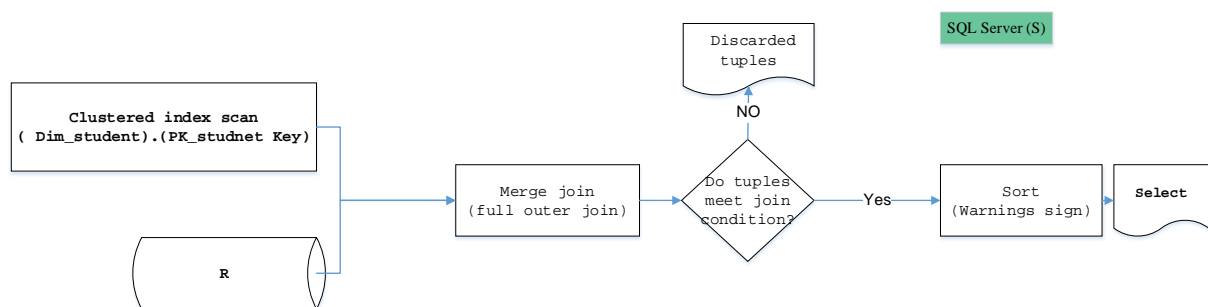 SQL Server (S)
Discarded
tuples
NO
Clustered index scan
( Dim_student).(PK_studnet Key)
Merge join
(full outer join)
Do tuples
meet join
condition?
Yes
Sort
(Warnings sign)
Select
R